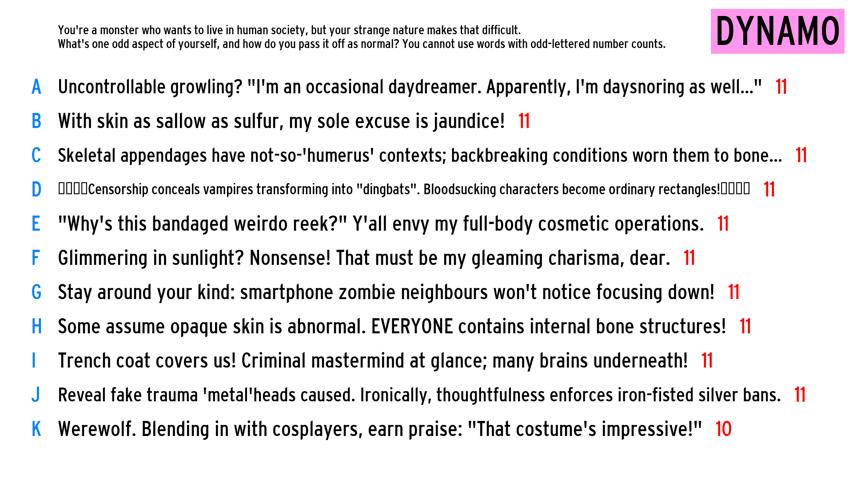 You're a monster who wants to live in human society, but your strange nature makes that difficult.
What's one odd aspect of yourself, and how do you pass it off as normal? You cannot use words with odd-lettered number counts.
DYNAMO
A Uncontrollable growling? "I'm an occasional daydreamer. Apparently, I'm daysnoring as well..." 11
B With skin as sallow as sulfur, my sole excuse is jaundice! 11
C Skeletal appendages have not-so-'humerus' contexts; backbreaking conditions worn them to bone... 11
D ▯▯▯▯Censorship conceals vampires transforming into "dingbats". Bloodsucking characters become ordinary rectangles!▯▯▯▯ 11
E "Why's this bandaged weirdo reek?" Y'all envy my full-body cosmetic operations. 11
F Glimmering in sunlight? Nonsense! That must be my gleaming charisma, dear. 11
G Stay around your kind: smartphone zombie neighbours won't notice focusing down! 11
H Some assume opaque skin is abnormal. EVERYONE contains internal bone structures! 11
I Trench coat covers us! Criminal mastermind at glance; many brains underneath! 11
J Reveal fake trauma 'metal'heads caused. Ironically, thoughtfulness enforces iron-fisted silver bans. 11
K Werewolf. Blending in with cosplayers, earn praise: "That costume's impressive!" 10